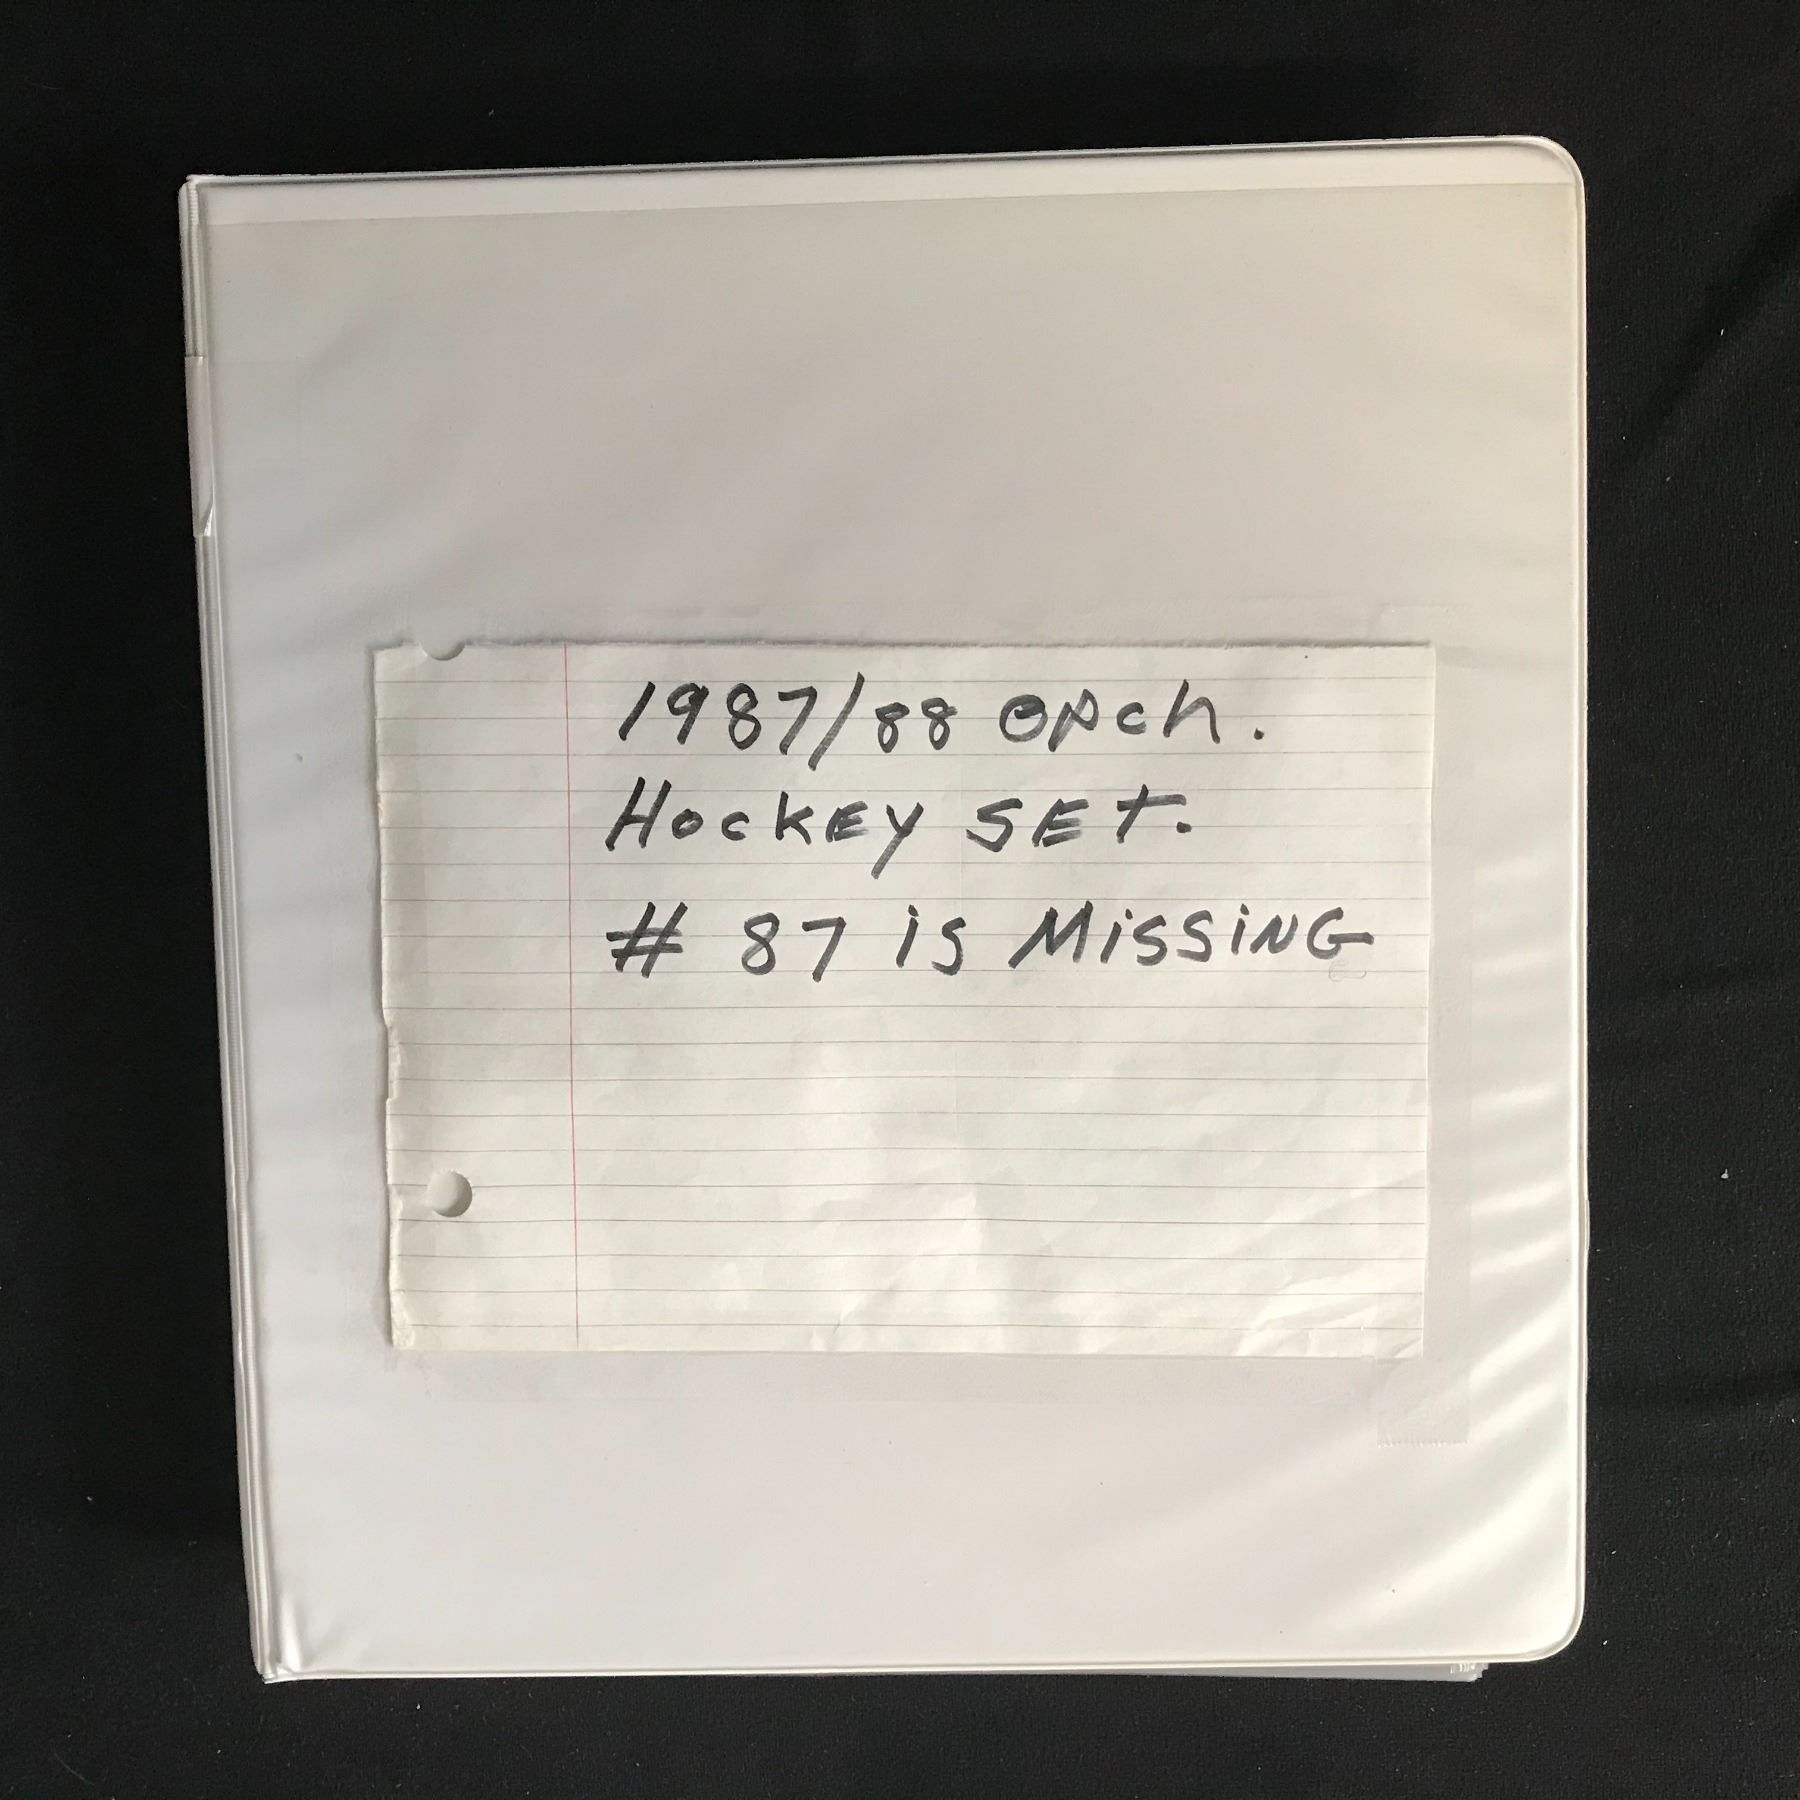 1987/88 OPch.
HocKEY SET.
# 87 is MiSSiNG